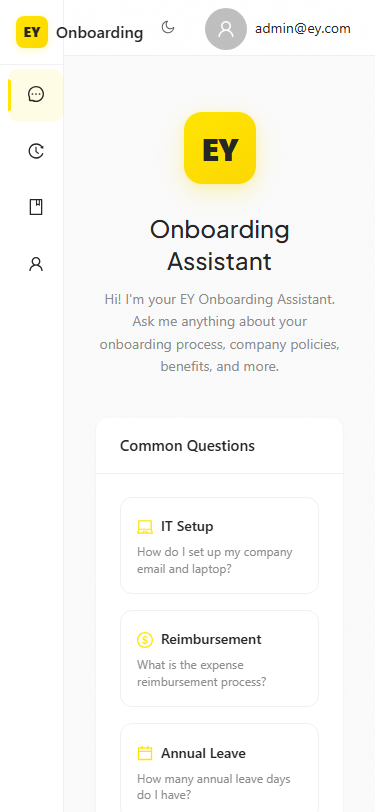 EY Onboarding
admin@ey.com
EY
Onboarding
Assistant
Hi! I'm your EY Onboarding Assistant.
Ask me anything about your
onboarding process, company policies,
benefits, and more.
Common Questions
IT Setup
How do I set up my company
email and laptop?
Reimbursement
What is the expense
reimbursement process?
Annual Leave
How many annual leave days
do I have?